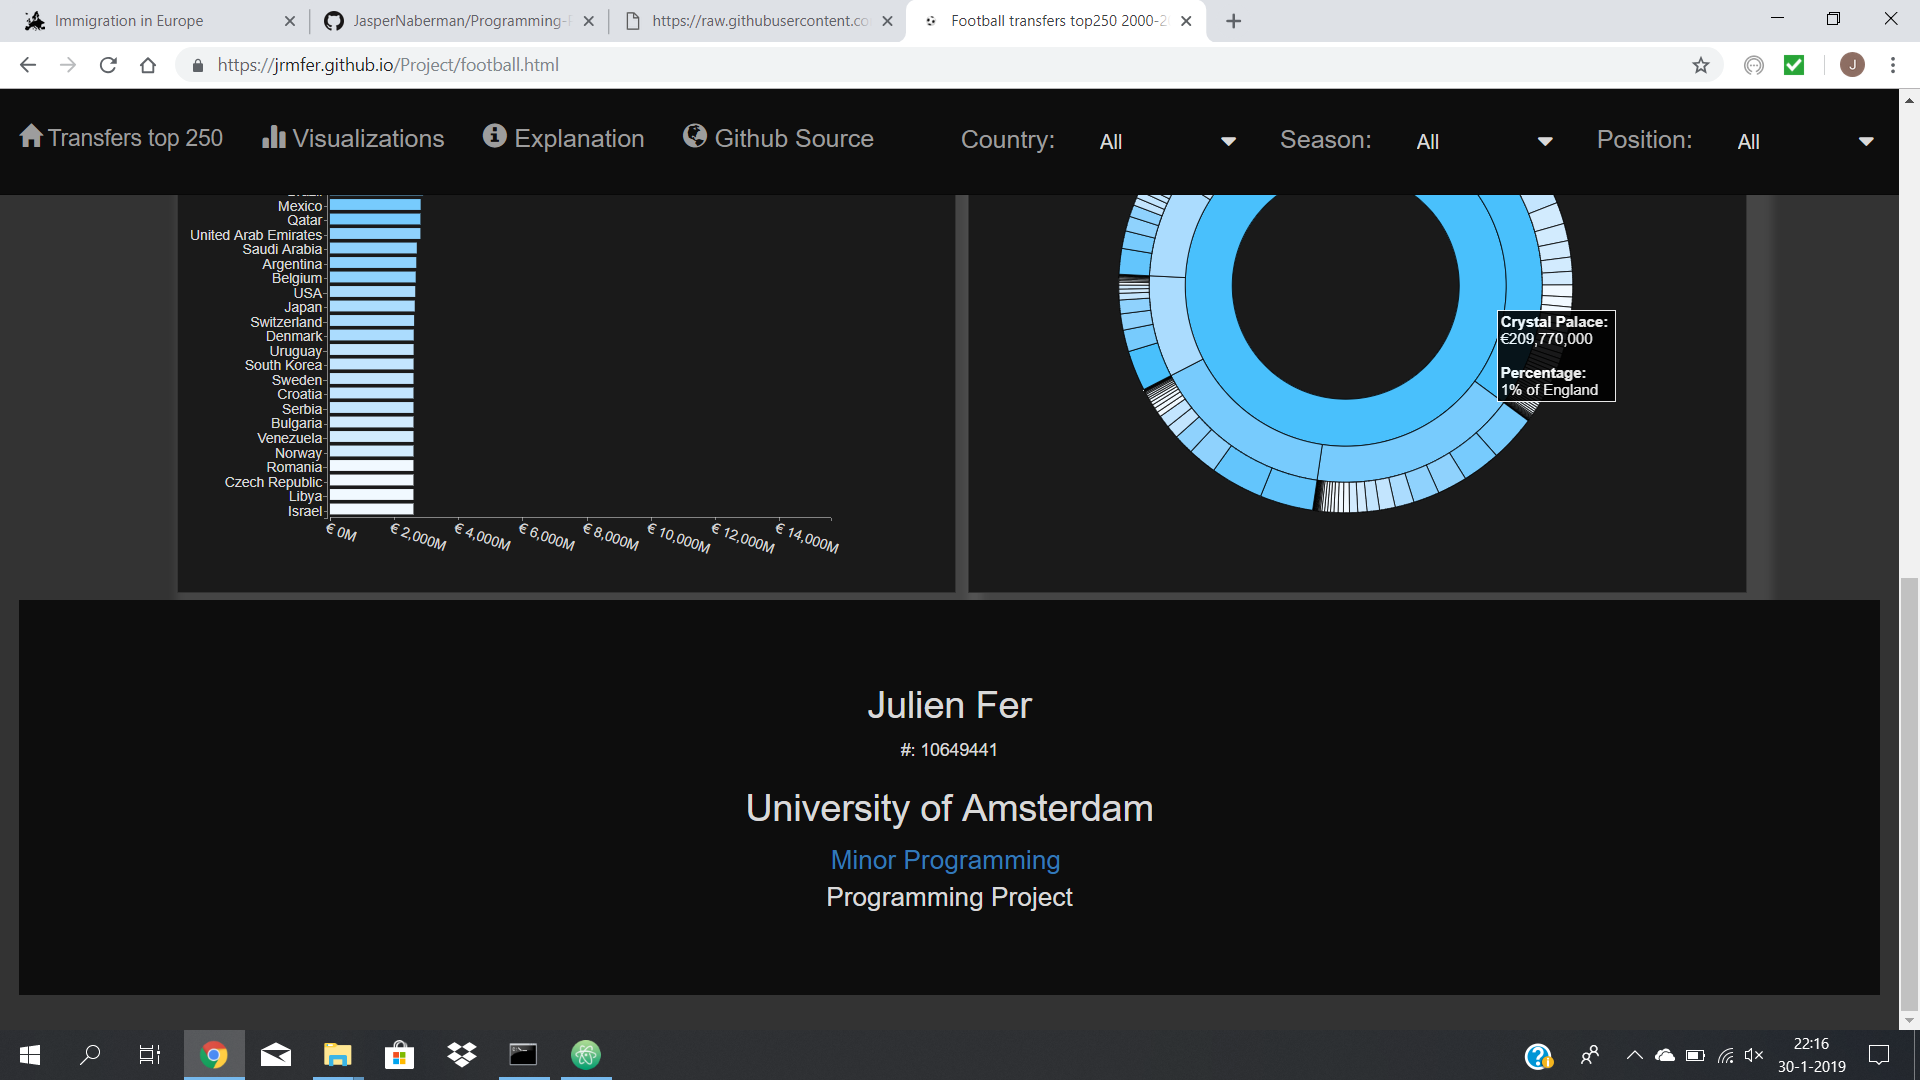 Immigration in Europe
JasperNaberman/Programming-
https://raw.githubusercontent.co
Football transfers top250 2000-2
https://jrmfer.github.io/Project/football.html
J
Transfers top 250
Visualizations
Explanation
Github Source
Country:
All
Season:
All
Position:
All
Mexico
Qatar
United Arab Emirates
Saudi Arabia
Argentina
Belgium
USA
Japan
Switzerland
Denmark
Uruguay
South Korea
Sweden
Croatia
Serbia
Bulgaria
Venezuela
Norway
Romania
Czech Republic
Libya
Israel
€ 0M
€ 2,000M
€ 4,000M
€ 6,000M
€ 8,000M
€ 10,000M
€ 12,000M
€ 14,000M
Crystal Palace:
€209,770,000
Percentage:
1% of England
Julien Fer
#: 10649441
University of Amsterdam
Minor Programming
Programming Project
22:16
30-1-2019